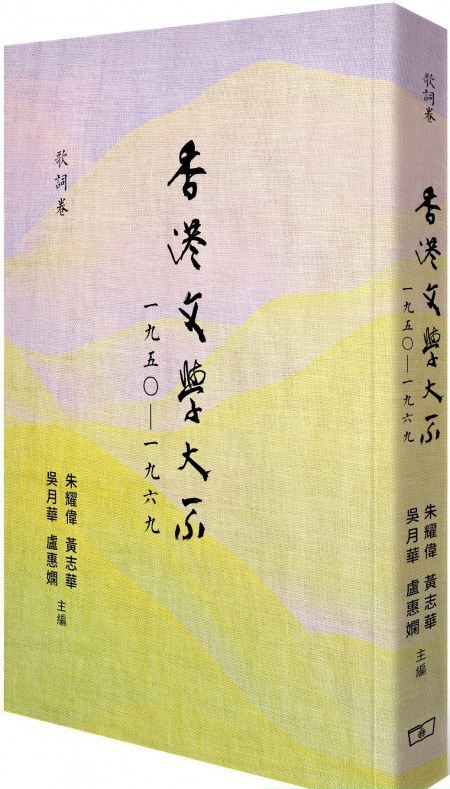 香港文學大系
一九五〇—一九六九
歌詞卷
朱耀偉 黃志華
吳月華 盧惠嫻 主編
歌詞卷
香港文學大系
一九五〇—一九六九
朱耀偉 黃志華
吳月華 盧惠嫻 主編